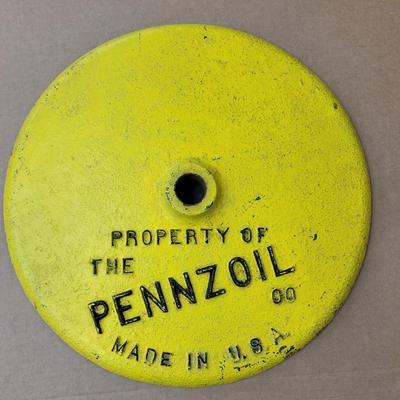 PROPERTY OF
THE
PENNZOIL
CO
MADE IN U.S.A